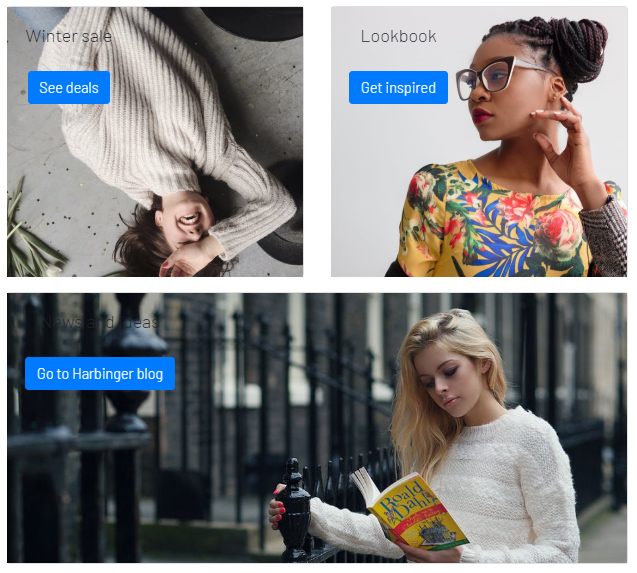 Winter sale
See deals
Lookbook
Get inspired
News and ideas
Go to Harbinger blog
Roald
Dahl